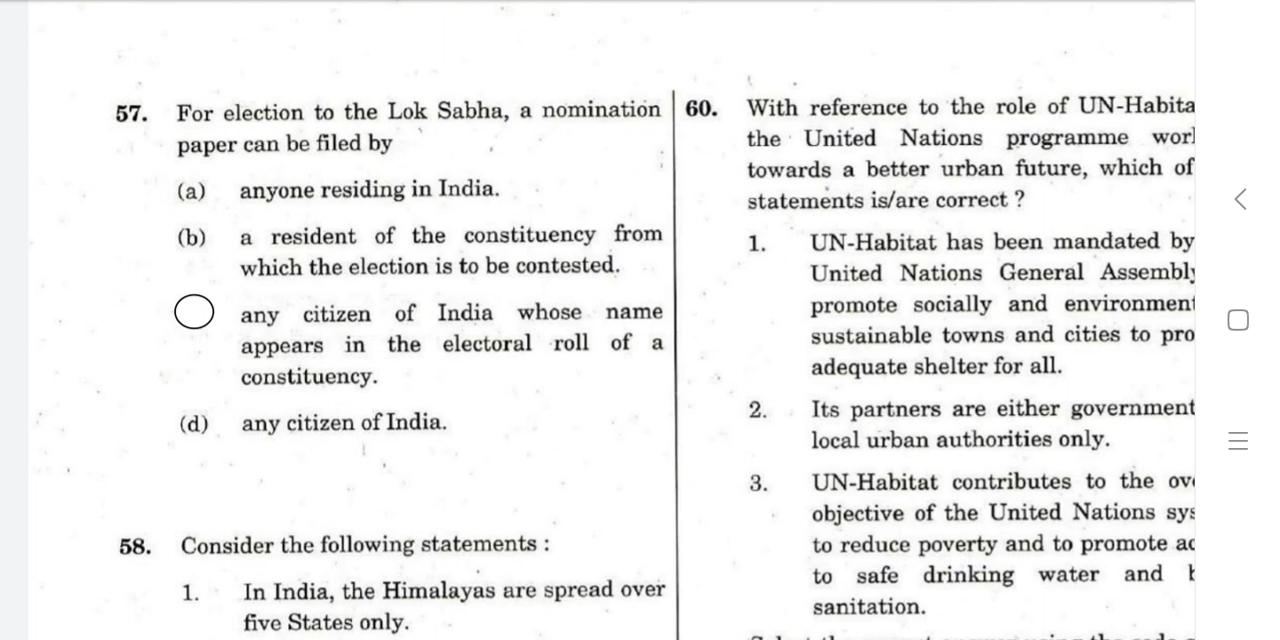 57. For election to the Lok Sabha, a nomination
paper can be filed by
(a) anyone residing in India.
(b) a resident of the constituency from
which the election is to be contested.
any citizen of India whose name
appears in the electoral roll of a
constituency.
(d) any citizen of India.
58. Consider the following statements :
1. In India, the Himalayas are spread over
five States only.
60. With reference to the role of UN-Habita
the United Nations programme
towards a better urban future, which of
statements is/are correct ?
1. UN-Habitat has been mandated by
United Nations General
promote socially and
sustainable towns and cities to pro
adequate shelter for all.
2. Its partners are either government
local urban authorities only.
3. UN-Habitat contributes to the
objective of the United Nations sys
to reduce poverty and to promote
to safe drinking water and
sanitation.